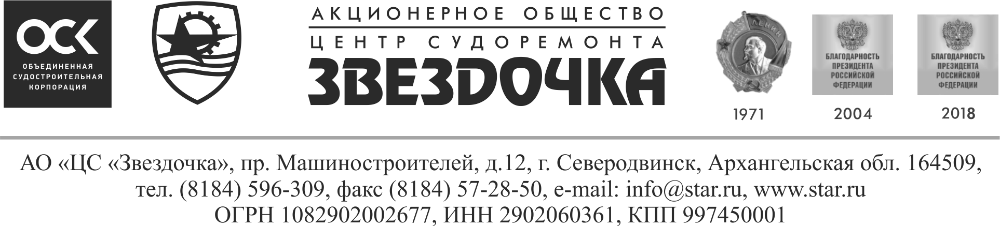 ОСК
ОБЪЕДИНЕННАЯ
СУДОСТРОИТЕЛЬНАЯ
КОРПОРАЦИЯ
АКЦИОНЕРНОЕ ОБЩЕСТВО
ЦЕНТР СУДОРЕМОНТА
ЗВЕЗДОЧКА
ЛЕНИН
1971
БЛАГОДАРНОСТЬ
ПРЕЗИДЕНТА
РОССИЙСКОЙ
ФЕДЕРАЦИИ
2004
БЛАГОДАРНОСТЬ
ПРЕЗИДЕНТА
РОССИЙСКОЙ
ФЕДЕРАЦИИ
2018
АО «ЦС «Звездочка», пр. Машиностроителей, д.12, г. Северодвинск, Архангельская обл. 164509,
тел. (8184) 596-309, факс (8184) 57-28-50, e-mail: info@star.ru, www.star.ru
ОГРН 1082902002677, ИНН 2902060361, КПП 997450001